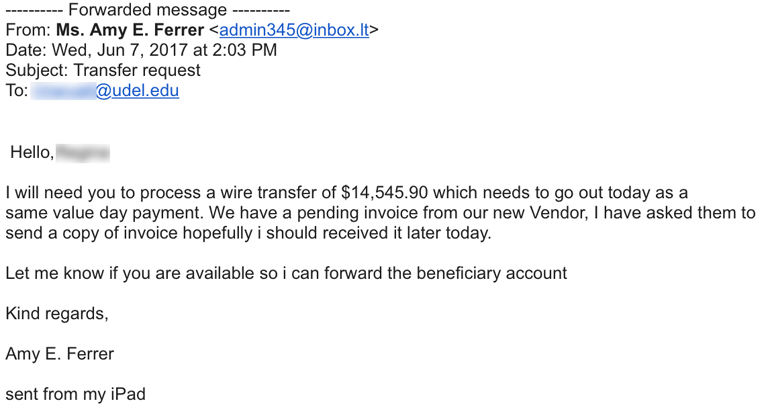 ---------- Forwarded message ----------
From: Ms. Amy E. Ferrer <admin345@inbox.lt>
Date: Wed, Jun 7, 2017 at 2:03 PM
Subject: Transfer request
To: @udel.edu
Hello,
I will need you to process a wire transfer of $14,545.90 which needs to go out today as a
same value day payment. We have a pending invoice from our new Vendor, I have asked them to
send a copy of invoice hopefully i should received it later today.
Let me know if you are available so i can forward the beneficiary account
Kind regards,
Amy E. Ferrer
sent from my iPad